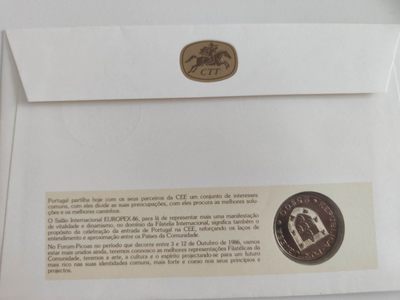 CTT
Portugal partilha hoje com os seus parceiros da CEE um conjunto de interesses
comuns, com eles divide as suas preocupações, com eles procura as melhores solu-
ções e os melhores caminhos.
O Salão Internacional EUROPEX-86, para lá de representar mais uma manifestação
de vitalidade e dinamismo, no domínio da Filatelia Internacional, significa também o
propósito da celebração da entrada de Portugal na CEE, reforçando os laços de
entendimento e aproximação entre os Países da Comunidade.
No Forum-Picoas no período que decorre entre 3 e 12 de Outubro de 1986, vamos
estar mais unidos ainda, teremos connosco as melhores representações Filatélicas da
Comunidade, teremos a arte, a cultura e o espírito projectando-se para um futuro
mais rico nas suas identidades comuns, mais forte e coeso nos seus princípios e
projectos.